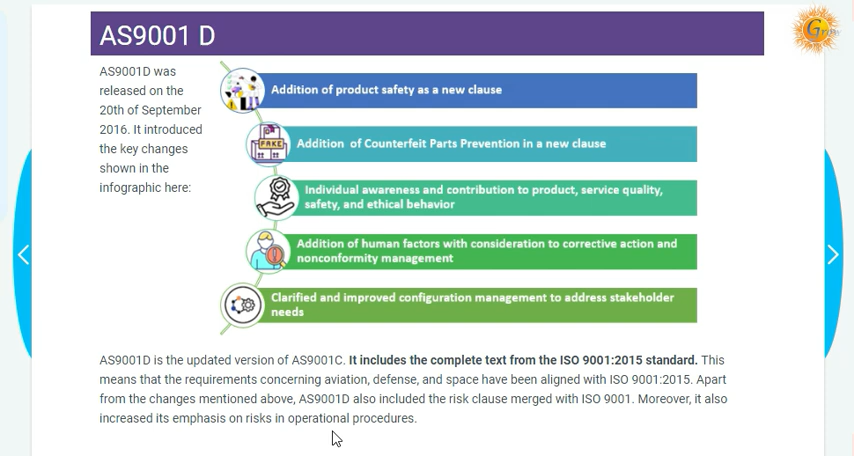 AS9001 D
AS9001D was
released on the
20th of September
2016. It introduced
the key changes
shown in the
infographic here:
Addition of product safety as a new clause
FAKE
Addition of Counterfeit Parts Prevention in a new clause
Individual awareness and contribution to product, service quality,
safety, and ethical behavior
Addition of human factors with consideration to corrective action and
nonconformity management
Clarified and improved configuration management to address stakeholder
needs
AS9001D is the updated version of AS9001C. It includes the complete text from the ISO 9001:2015 standard. This
means that the requirements concerning aviation, defense, and space have been aligned with ISO 9001:2015. Apart
from the changes mentioned above, AS9001D also included the risk clause merged with ISO 9001. Moreover, it also
increased its emphasis on risks in operational procedures.